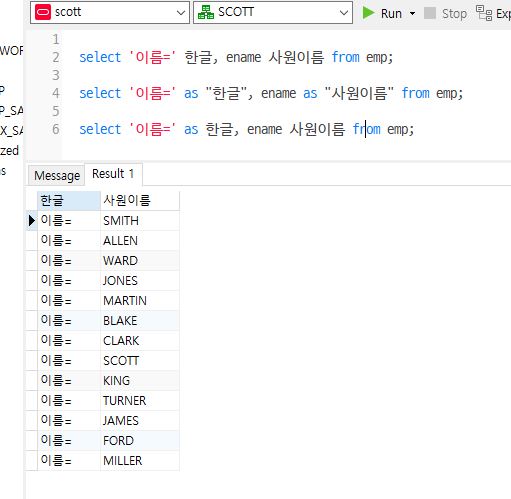 scott SCOTT Run Stop Exp
WOR
1
2 select '이름=' 한글, ename 사원이름 from emp;
3
4 select '이름=' as "한글", ename as "사원이름" from emp;
5
6 select '이름=' as 한글, ename 사원이름 from emp;
P
P_SA
X_SA
zed
s
Message Result 1
한글 사원이름
이름= SMITH
이름= ALLEN
이름= WARD
이름= JONES
이름= MARTIN
이름= BLAKE
이름= CLARK
이름= SCOTT
이름= KING
이름= TURNER
이름= JAMES
이름= FORD
이름= MILLER